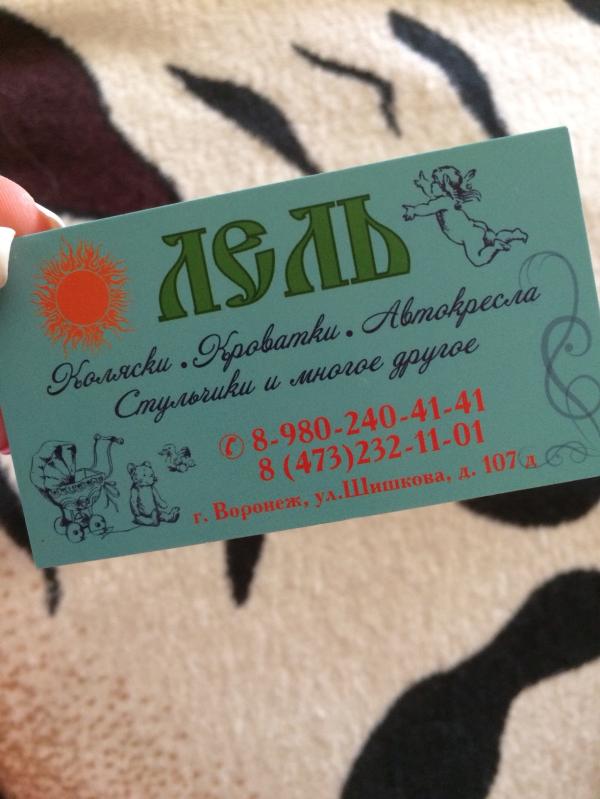 ЛЕЛЬ
Коляски • Кроватки • Автокресла
Стульчики и многое другое
✆ 8-980-240-41-41
8 (473)232-11-01
г. Воронеж, ул.Шишкова, д. 107 д